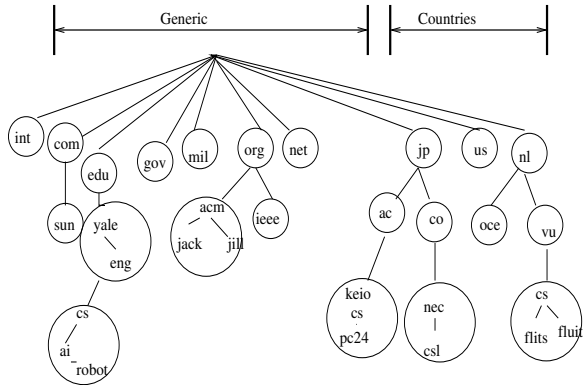 Generic Countries
int com edu gov mil org net jp us nl
sun yale acm ieee ac co oce vu
eng jack jill
cs keio nec cs
ai robot cs csl flits fluit
pc24